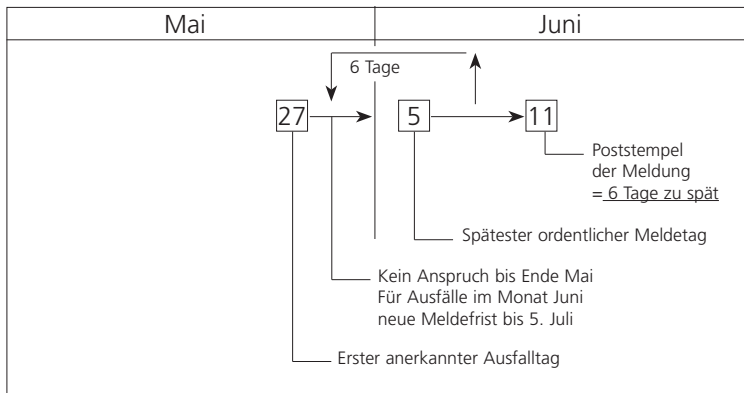 Mai
Juni
6 Tage
27
5
11
Poststempel
der Meldung
= 6 Tage zu spät
Spätester ordentlicher Meldetag
Kein Anspruch bis Ende Mai
Für Ausfälle im Monat Juni
neue Meldefrist bis 5. Juli
Erster anerkannter Ausfalltag